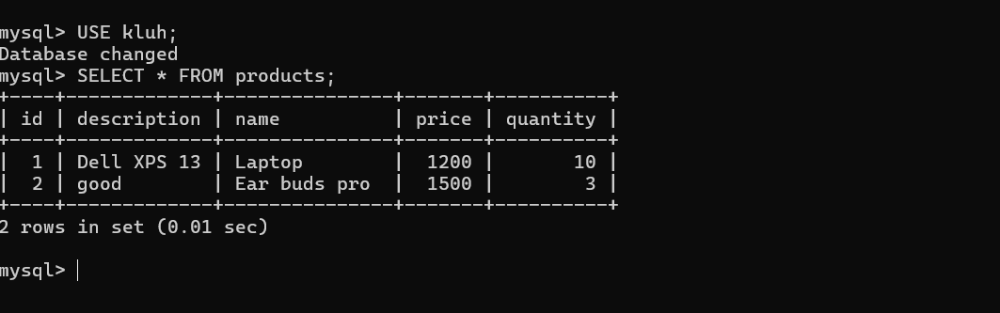 mysql> USE kluh;
Database changed
mysql> SELECT * FROM products;
+----+-------------+---------------+-------+----------+
| id | description | name          | price | quantity |
+----+-------------+---------------+-------+----------+
|  1 | Dell XPS 13 | Laptop        |  1200 |       10 |
|  2 | good        | Ear buds pro  |  1500 |        3 |
+----+-------------+---------------+-------+----------+
2 rows in set (0.01 sec)
mysql>